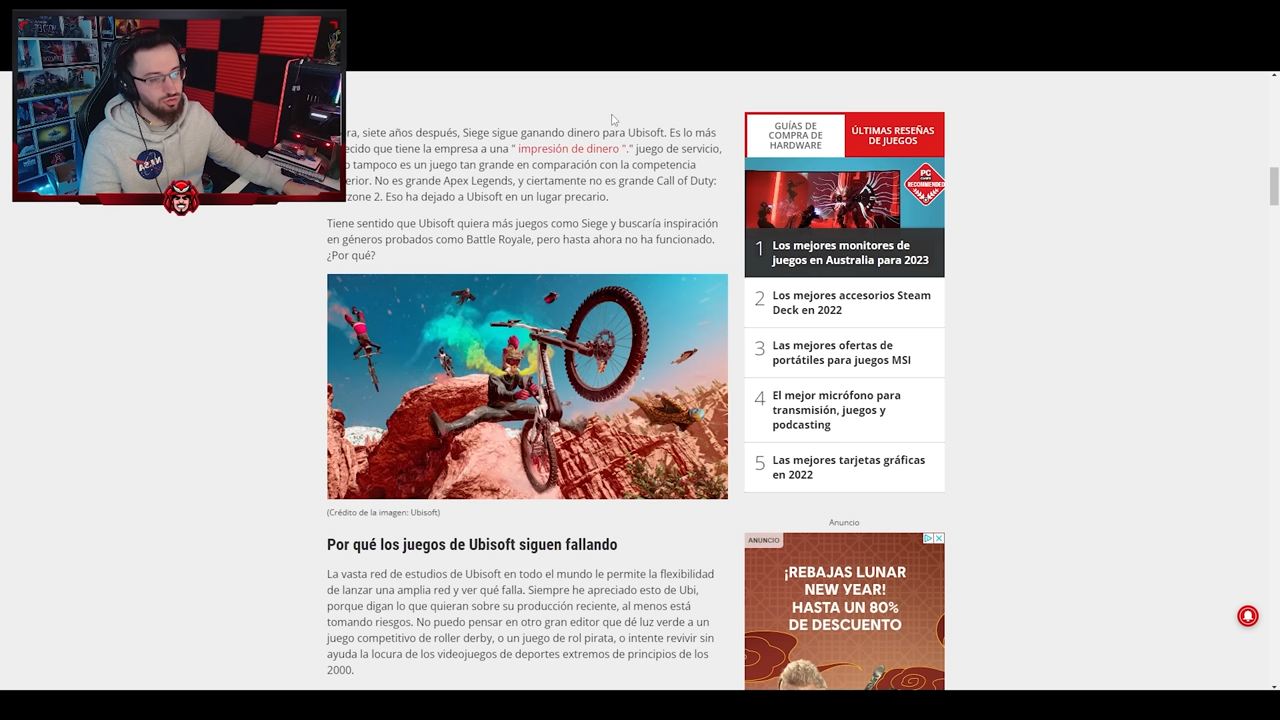 NASA
ra, siete años después, Siege sigue ganando dinero para Ubisoft. Es lo más
ecido que tiene la empresa a una " impresión de dinero "." juego de servicio,
o tampoco es un juego tan grande en comparación con la competencia
erior. No es grande Apex Legends, y ciertamente no es grande Call of Duty:
zone 2. Eso ha dejado a Ubisoft en un lugar precario.
Tiene sentido que Ubisoft quiera más juegos como Siege y buscaría inspiración
en géneros probados como Battle Royale, pero hasta ahora no ha funcionado.
¿Por qué?
(Crédito de la imagen: Ubisoft)
Por qué los juegos de Ubisoft siguen fallando
La vasta red de estudios de Ubisoft en todo el mundo le permite la flexibilidad
de lanzar una amplia red y ver qué falla. Siempre he apreciado esto de Ubi,
porque digan lo que quieran sobre su producción reciente, al menos está
tomando riesgos. No puedo pensar en otro gran editor que dé luz verde a un
juego competitivo de roller derby, o un juego de rol pirata, o intente revivir sin
ayuda la locura de los videojuegos de deportes extremos de principios de los
2000.
GUÍAS DE
COMPRA DE
HARDWARE
ÚLTIMAS RESEÑAS
DE JUEGOS
PC
RECOMMENDED
1 Los mejores monitores de
juegos en Australia para 2023
2 Los mejores accesorios Steam
Deck en 2022
3 Las mejores ofertas de
portátiles para juegos MSI
4 El mejor micrófono para
transmisión, juegos y
podcasting
5 Las mejores tarjetas gráficas
en 2022
Anuncio
ANUNCIO
¡REBAJAS LUNAR
NEW YEAR!
HASTA UN 80%
DE DESCUENTO